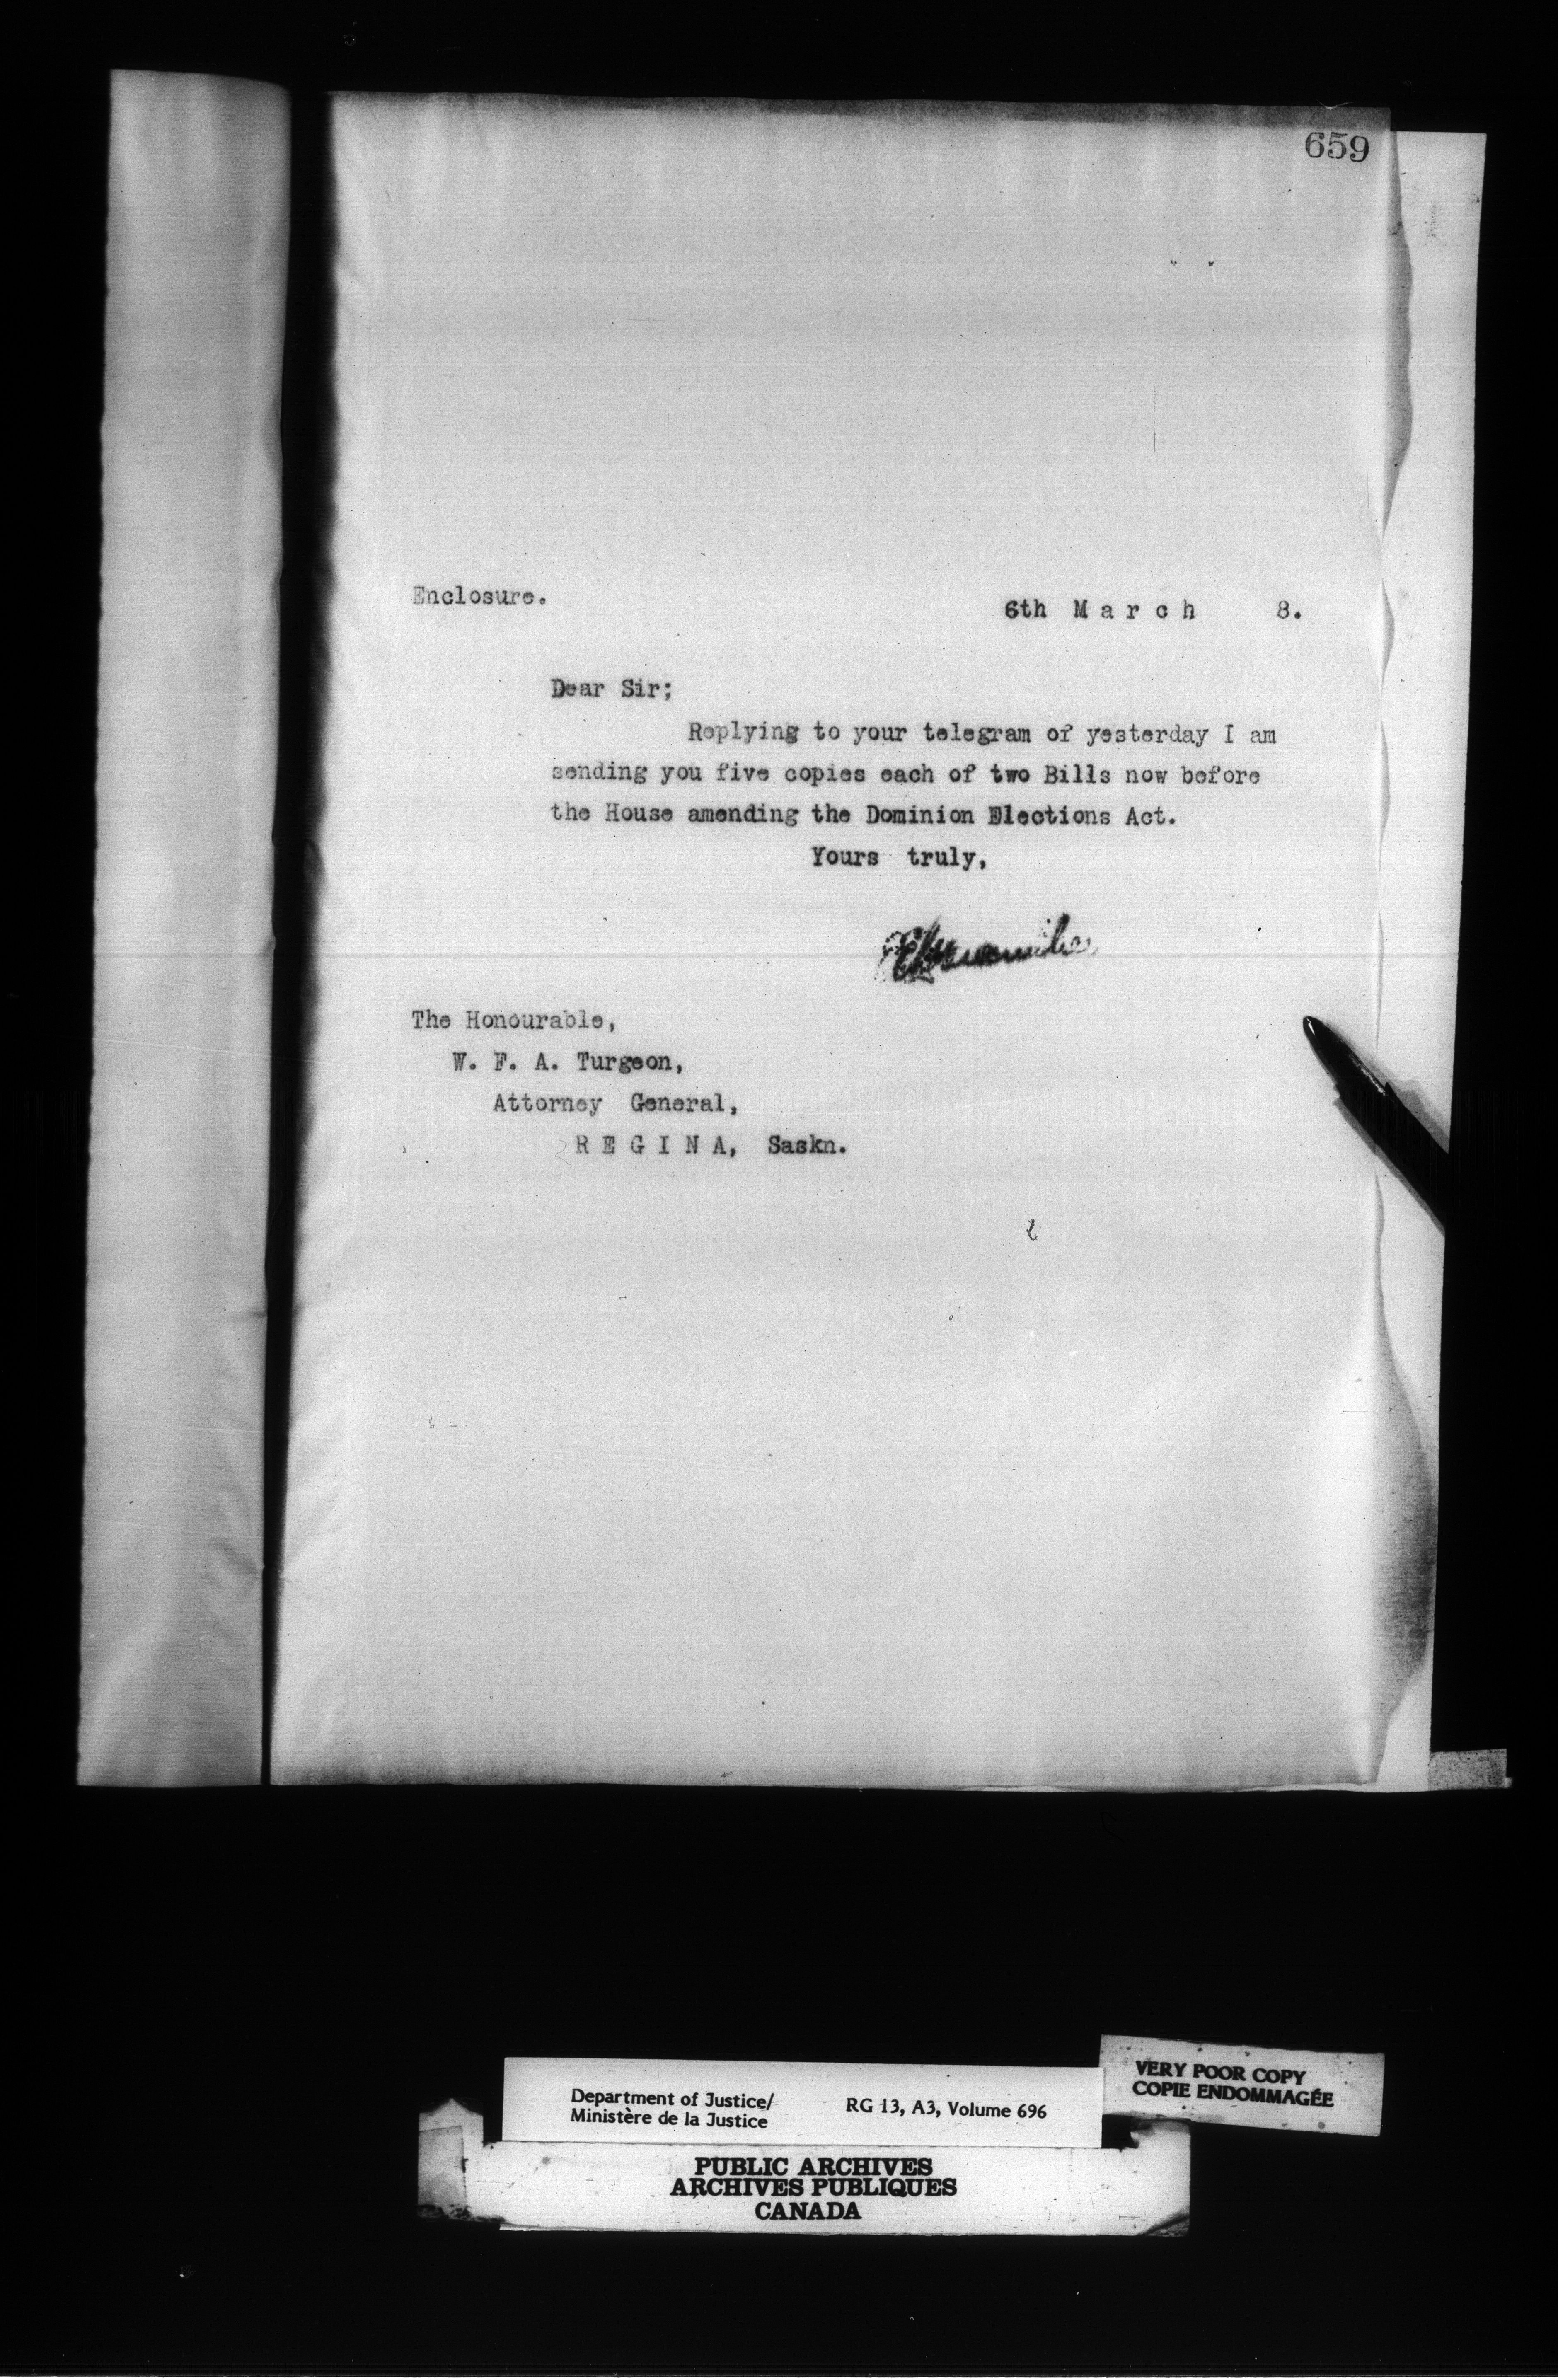 659
Enclosure.
6th March 8.
Dear Sir;
Replying to your telegram of yesterday I am
sending you five copies each of two Bills now before
the House amending the Dominion Elections Act.
Yours truly,
The Honourable,
W. F. A. Turgeon,
Attorney General,
REGINA, Saskn.
Department of Justice/
Ministère de la Justice
RG 13, A3, Volume 696
VERY POOR COPY
COPIE ENDOMMAGÉE
PUBLIC ARCHIVES
ARCHIVES PUBLIQUES
CANADA